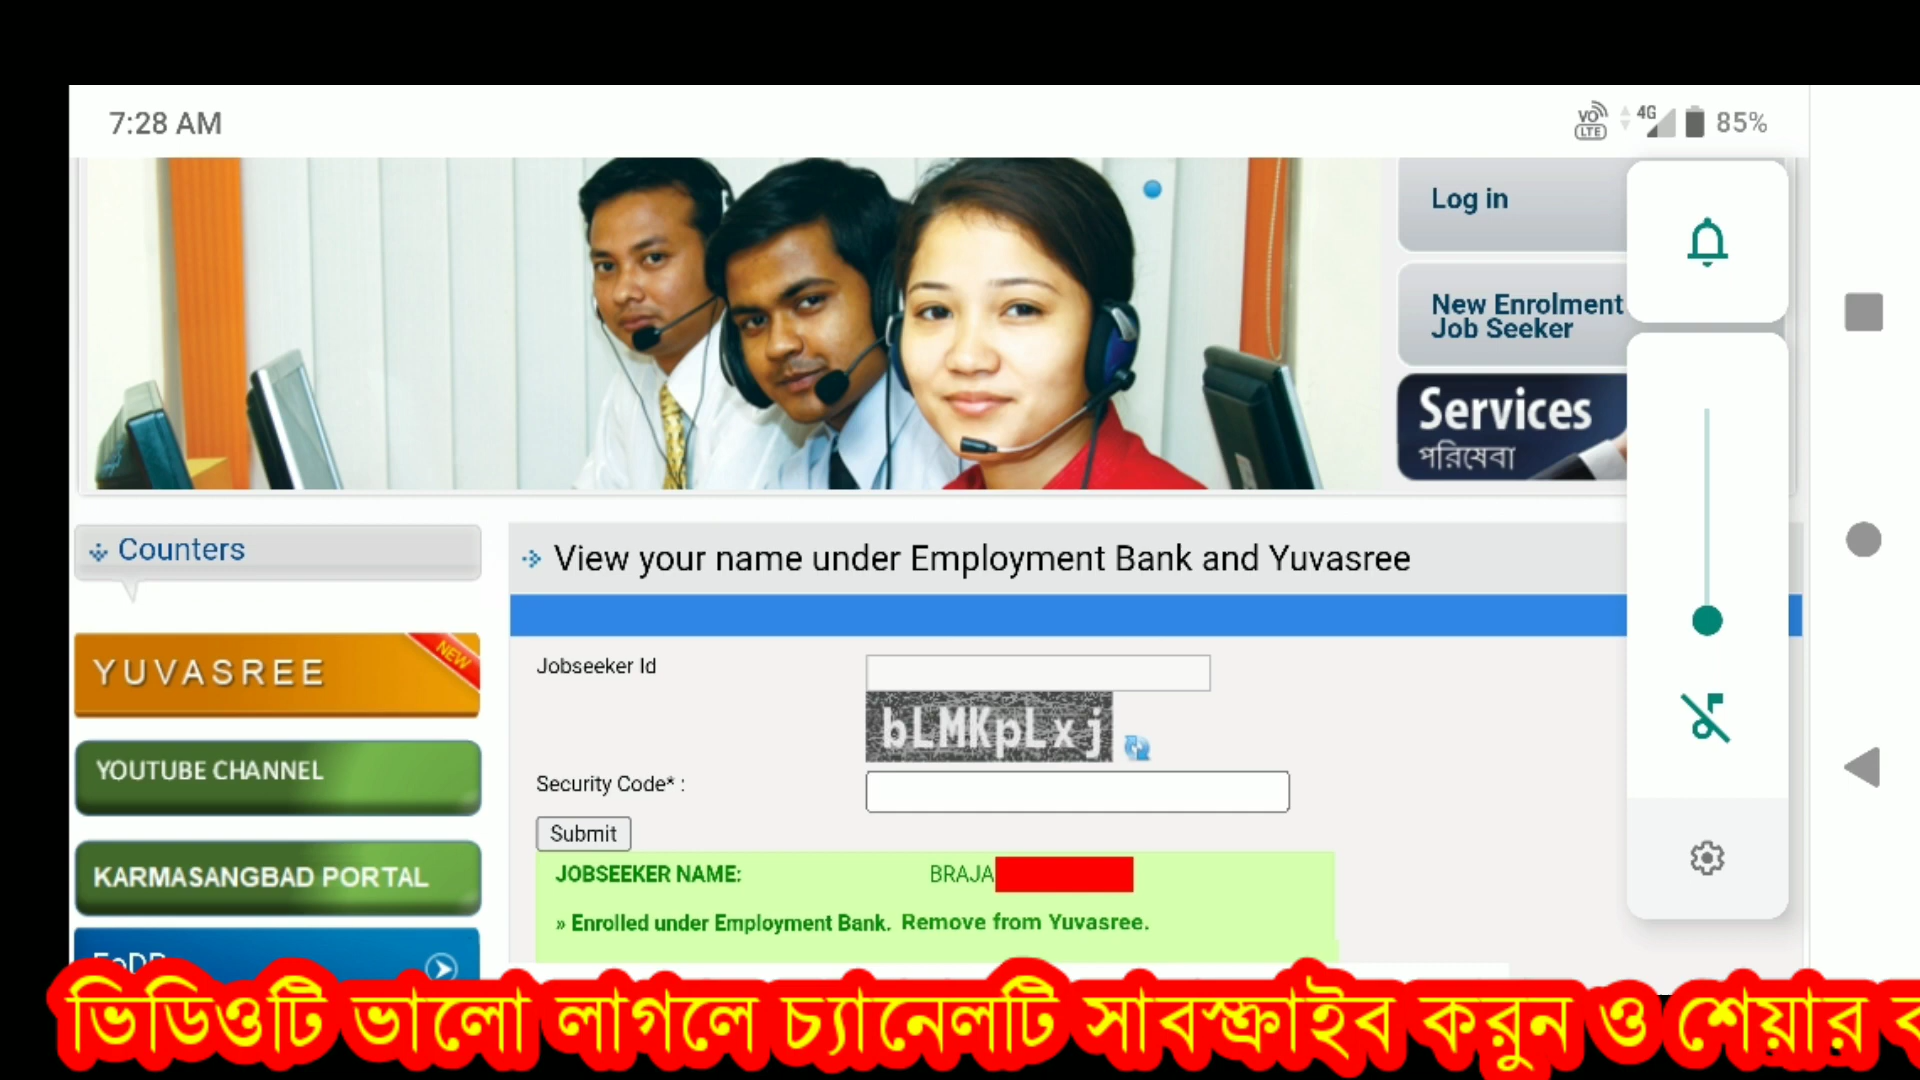 7:28 AM
VO LTE 4G 85%
Log in
New Enrolment
Job Seeker
Services
পরিষেবা
Counters
View your name under Employment Bank and Yuvasree
YUVASREE
NEW
Jobseeker Id
bLMKpLxj
YOUTUBE CHANNEL
Security Code* :
Submit
KARMASANGBAD PORTAL
JOBSEEKER NAME: BRAJA
» Enrolled under Employment Bank. Remove from Yuvasree.
ভিডিওটি ভালো লাগলে চ্যানেলটি সাবস্ক্রাইব করুন ও শেয়ার